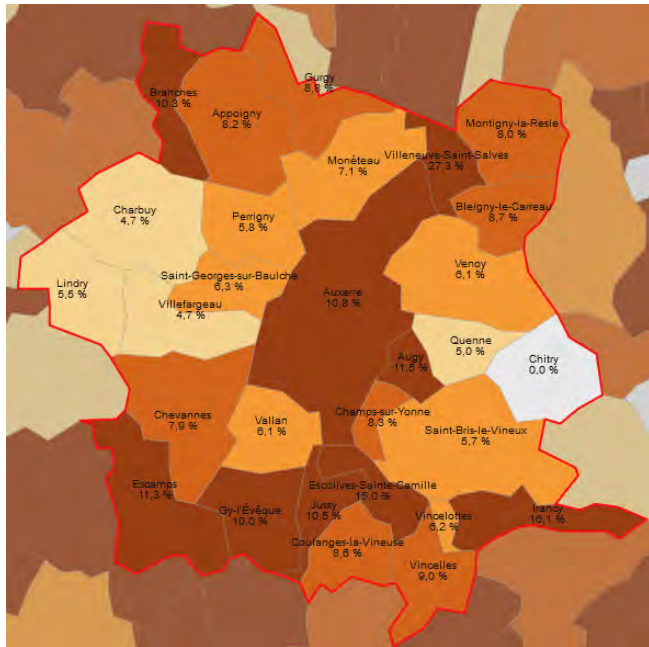 Gurgy
8,8 %
Branches
10,3 %
Appoigny
8,2 %
Montigny-la-Resle
8,0 %
Monéteau
7,1 %
Villeneuve-Saint-Salves
27,3 %
Charbuy
4,7 %
Perrigny
5,8 %
Bleigny-le-Carreau
8,7 %
Venoy
6,1 %
Saint-Georges-sur-Baulche
6,3 %
Lindry
5,5 %
Villefargeau
4,7 %
Auxerre
10,8 %
Quenne
5,0 %
Augy
11,5 %
Chitry
0,0 %
Chevannes
7,9 %
Vallan
6,1 %
Champs-sur-Yonne
8,3 %
Saint-Bris-le-Vineux
5,7 %
Escamps
11,3 %
Escolives-Sainte-Camille
15,0 %
Gy-l'Évêque
10,0 %
Jussy
10,5 %
Vincelottes
6,2 %
Irancy
16,1 %
Coulanges-la-Vineuse
8,6 %
Vincelles
9,0 %